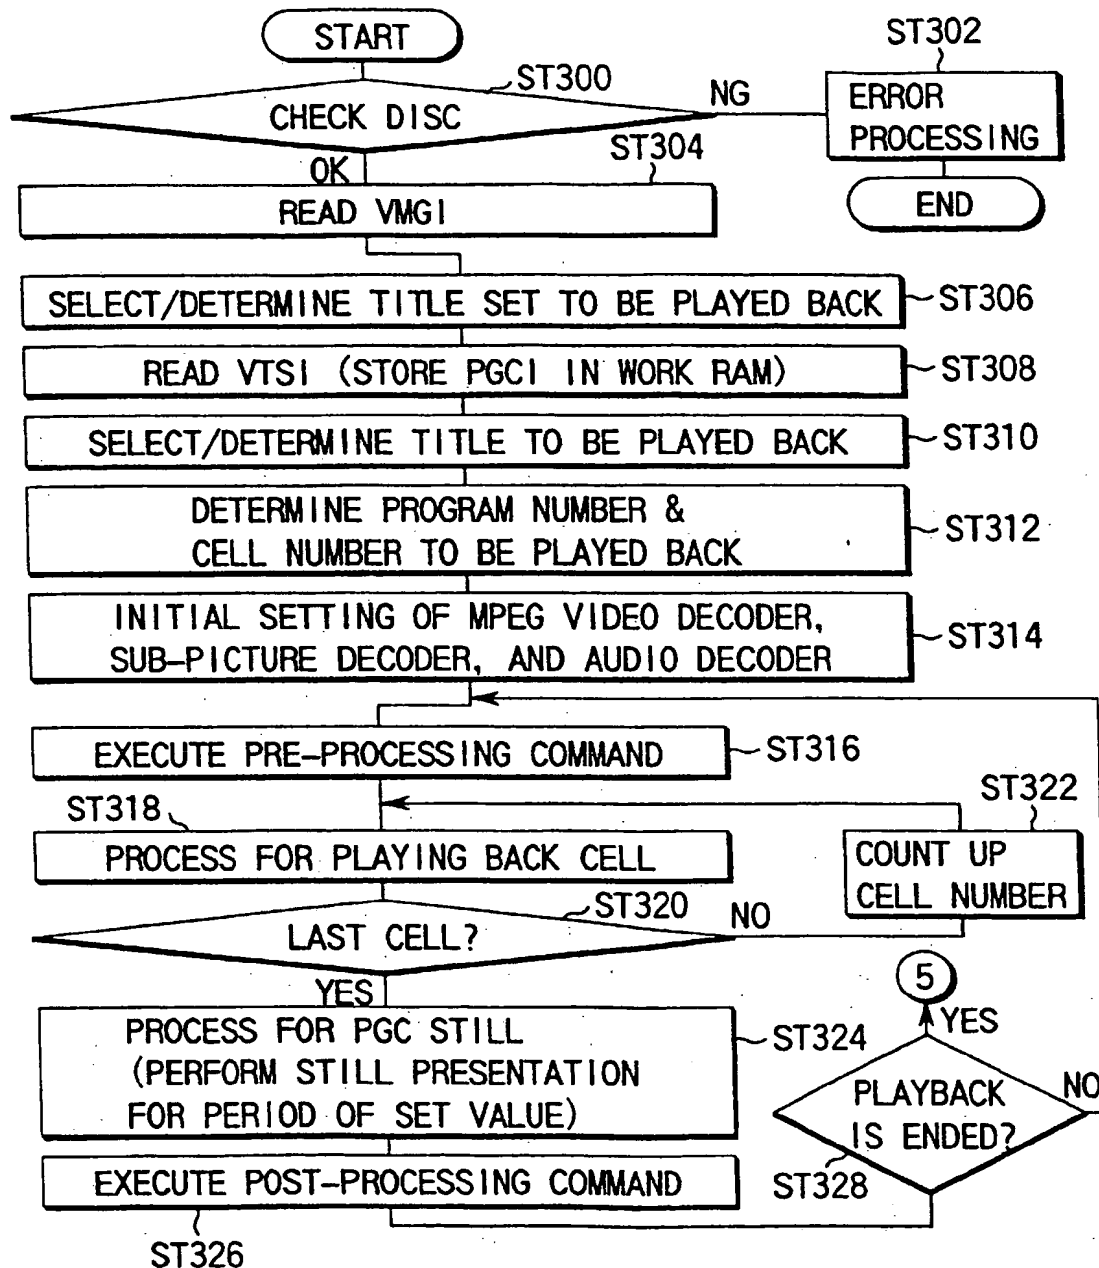 START
ST300
CHECK DISC
NG
ST302
ERROR
PROCESSING
END
OK
ST304
READ VMGI
SELECT/DETERMINE TITLE SET TO BE PLAYED BACK
ST306
READ VTSI (STORE PGCI IN WORK RAM)
ST308
SELECT/DETERMINE TITLE TO BE PLAYED BACK
ST310
DETERMINE PROGRAM NUMBER &
CELL NUMBER TO BE PLAYED BACK
ST312
INITIAL SETTING OF MPEG VIDEO DECODER,
SUB-PICTURE DECODER, AND AUDIO DECODER
ST314
EXECUTE PRE-PROCESSING COMMAND
ST316
ST318
PROCESS FOR PLAYING BACK CELL
ST322
COUNT UP
CELL NUMBER
ST320
LAST CELL?
NO
YES
PROCESS FOR PGC STILL
(PERFORM STILL PRESENTATION
FOR PERIOD OF SET VALUE)
ST324
EXECUTE POST-PROCESSING COMMAND
ST326
5
YES
PLAYBACK
IS ENDED?
NO
ST328